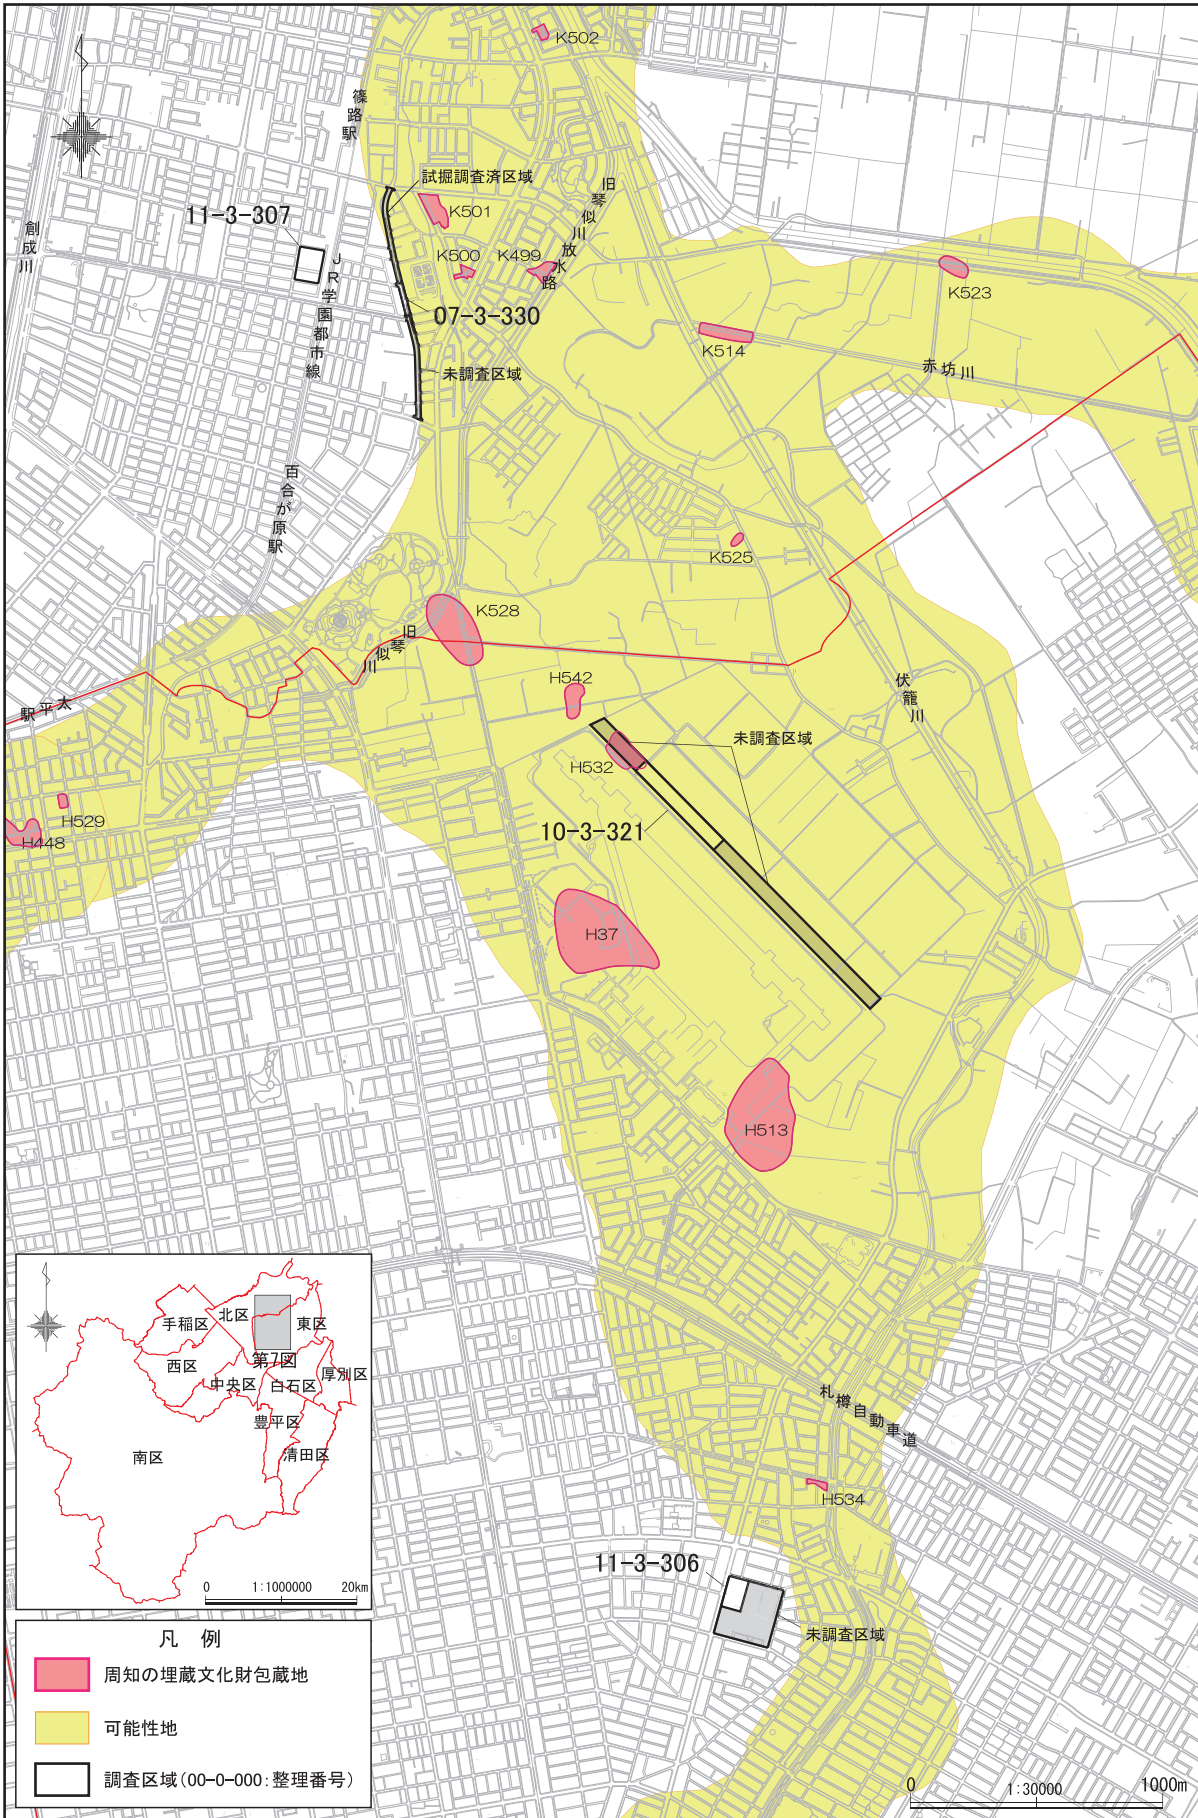 K502
篠路駅
試掘調査済区域
旧琴似川放水路
K501
11-3-307
創成川
JR学園都市線
K500
K499
K523
07-3-330
K514
赤坊川
未調査区域
百合が原駅
K525
K528
旧琴似川
H542
伏籠川
太平駅
未調査区域
H532
H529
10-3-321
H448
H37
H513
手稲区
北区
東区
西区
第7図
中央区
白石区
厚別区
豊平区
南区
清田区
0 1:1000000 20km
札樽自動車道
H534
11-3-306
未調査区域
凡 例
周知の埋蔵文化財包蔵地
可能性地
調査区域(00-0-000:整理番号)
0 1:30000 1000m